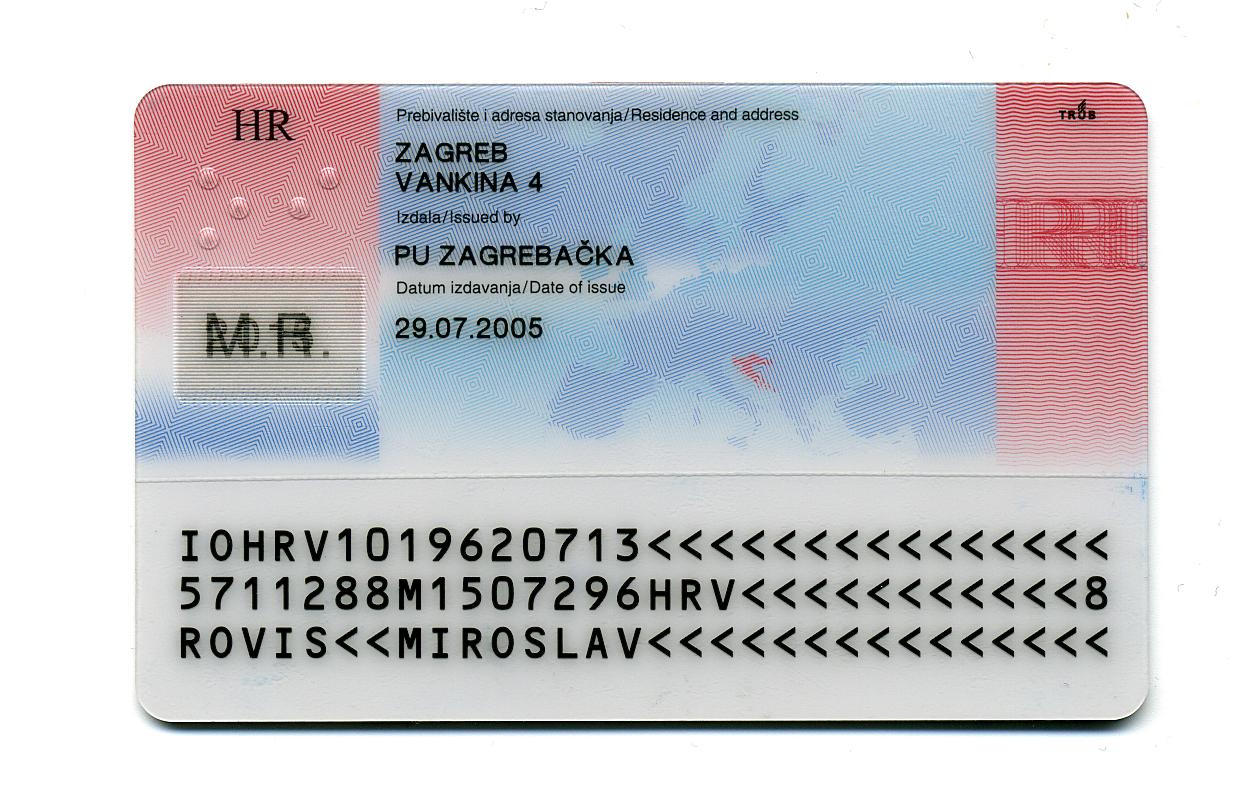 HR
Prebivalište i adresa stanovanja/Residence and address
TRÜB
ZAGREB
VANKINA 4
Izdala/Issued by
PU ZAGREBAČKA
Datum izdavanja/Date of issue
29.07.2005
M.R.
IOHRV1019620713<<<<<<<<<<<<<<<
5711288M1507296HRV<<<<<<<<<<<8
ROVIS<<MIROSLAV<<<<<<<<<<<<<<<